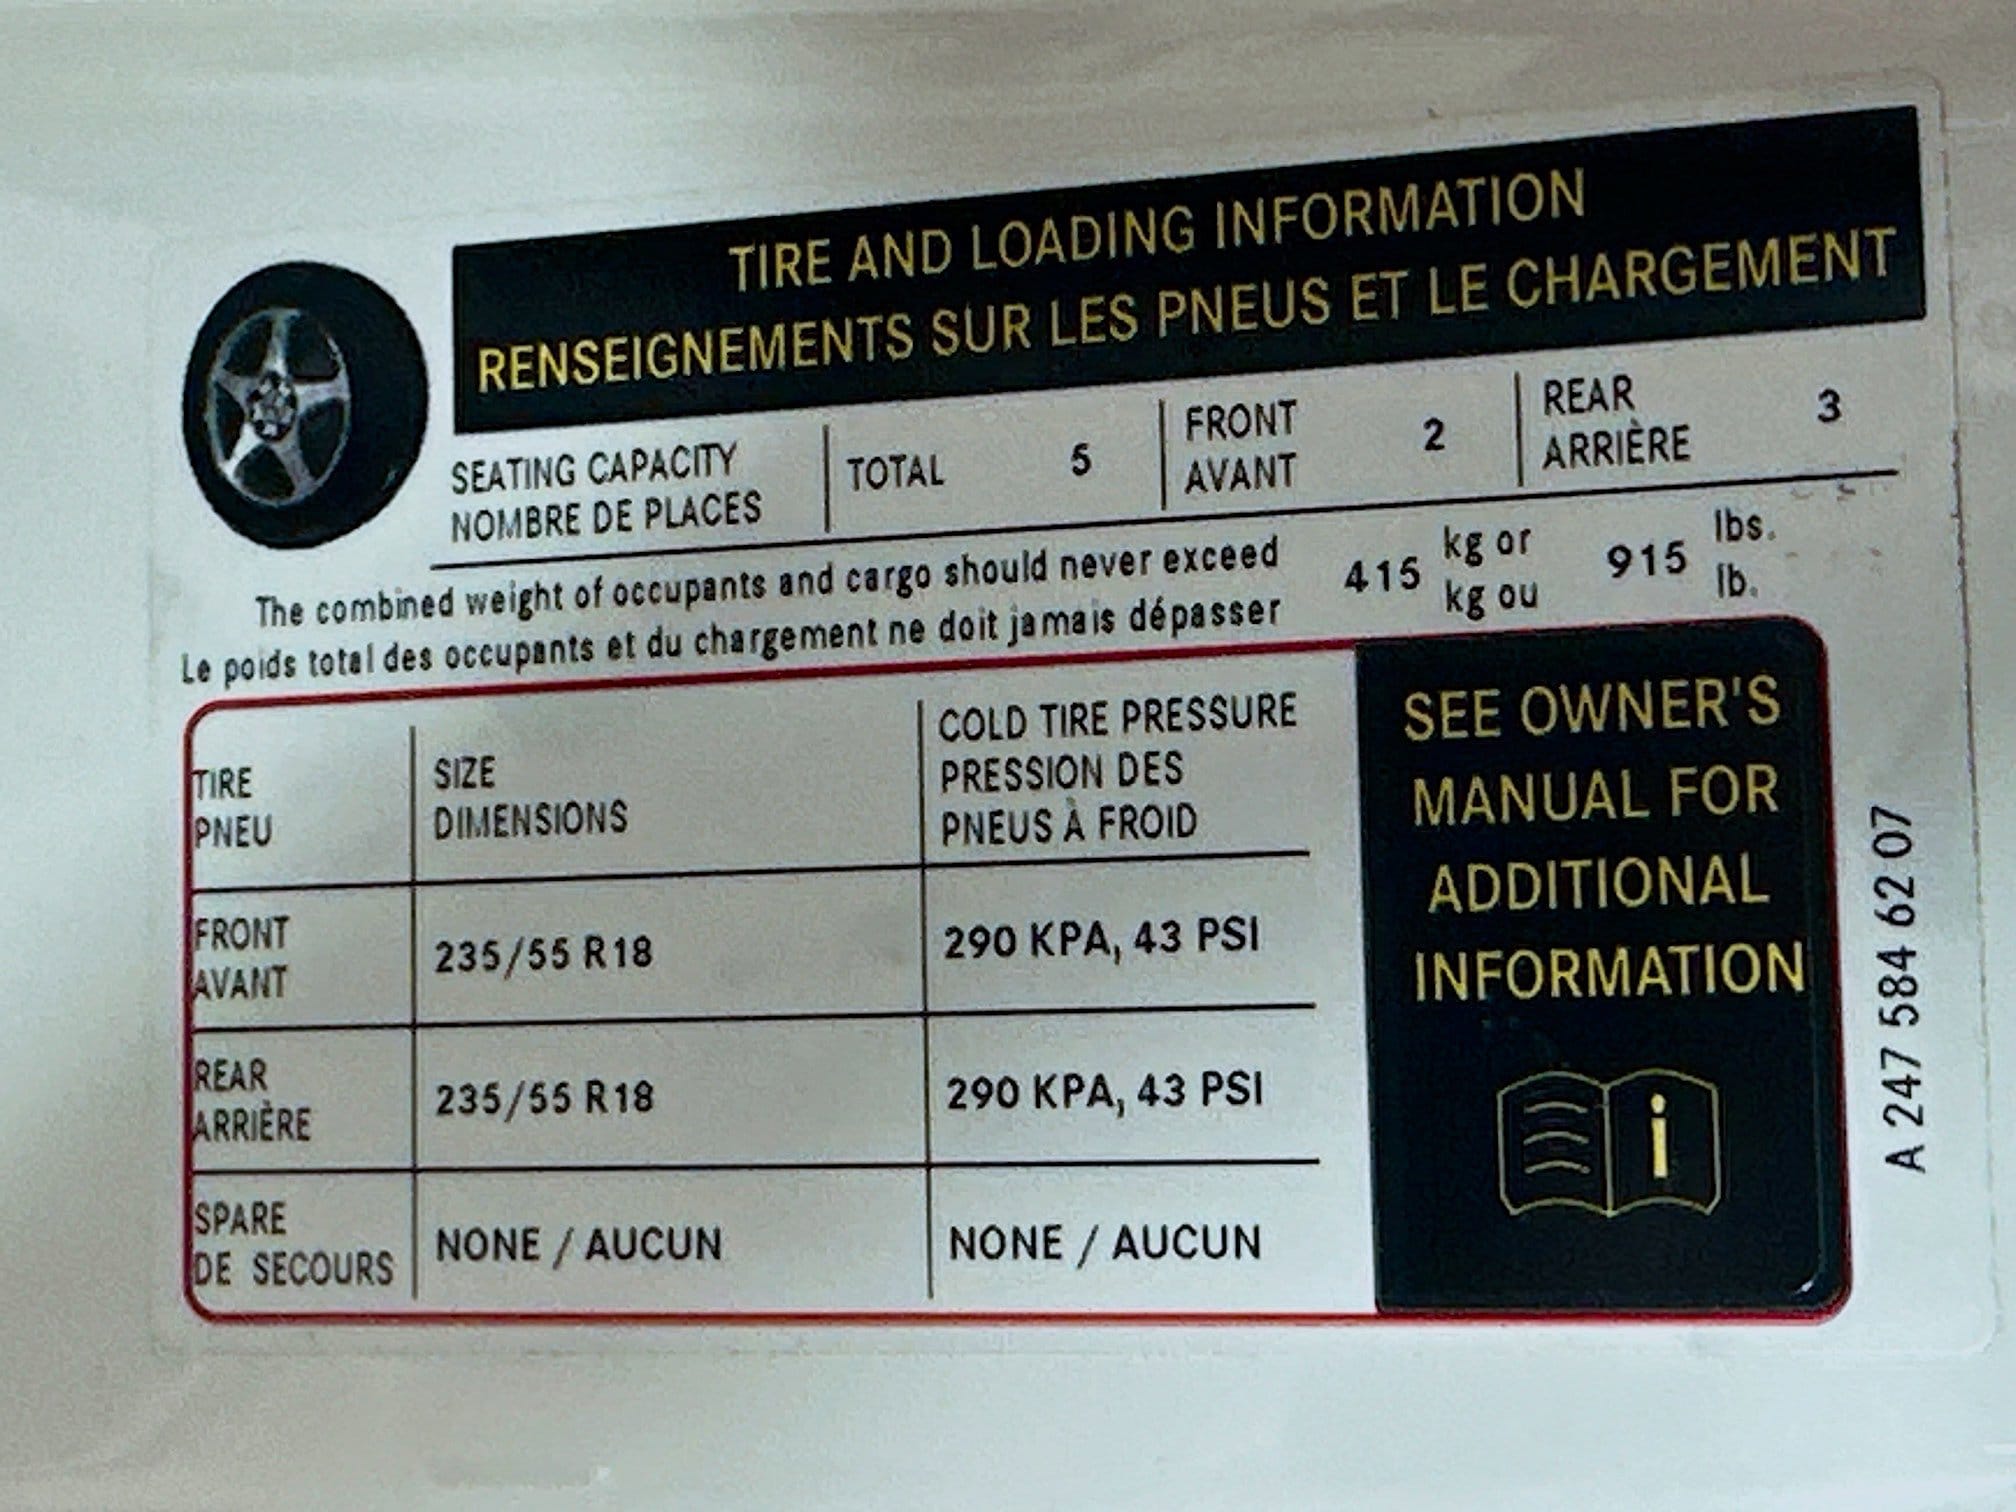 TIRE AND LOADING INFORMATION
RENSEIGNEMENTS SUR LES PNEUS ET LE CHARGEMENT
SEATING CAPACITY
NOMBRE DE PLACES
TOTAL 5
FRONT
AVANT
2
REAR
ARRIÈRE
3
The combined weight of occupants and cargo should never exceed
Le poids total des occupants et du chargement ne doit jamais dépasser
415
kg or
kg ou
915
lbs.
lb.
TIRE
PNEU
SIZE
DIMENSIONS
COLD TIRE PRESSURE
PRESSION DES
PNEUS À FROID
FRONT
AVANT
235/55 R18
290 KPA, 43 PSI
REAR
ARRIÈRE
235/55 R18
290 KPA, 43 PSI
SPARE
DE SECOURS
NONE / AUCUN
NONE / AUCUN
SEE OWNER'S
MANUAL FOR
ADDITIONAL
INFORMATION
i
A 247 584 62 07